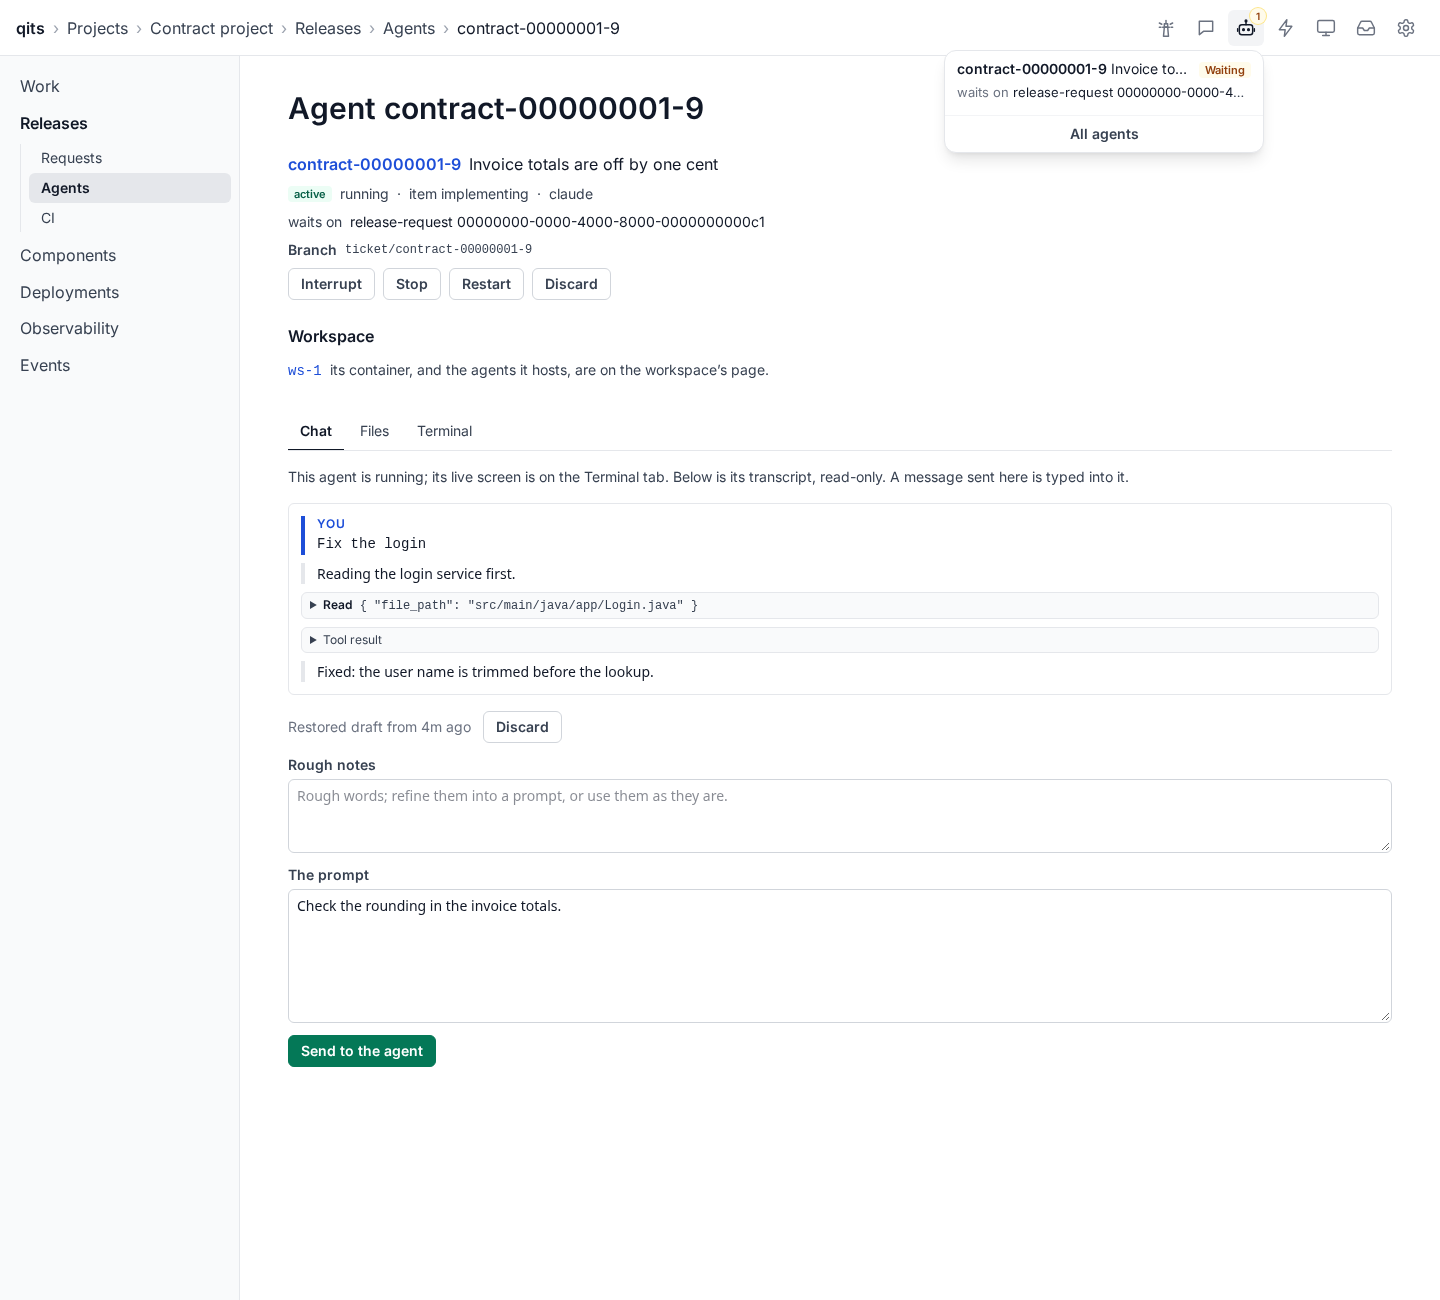 qits › Projects › Contract project › Releases › Agents › contract-00000001-9
1
contract-00000001-9 Invoice to... Waiting
waits on release-request 00000000-0000-4...
All agents
Work
Releases
Requests
Agents
CI
Components
Deployments
Observability
Events
Agent contract-00000001-9
contract-00000001-9 Invoice totals are off by one cent
active running · item implementing · claude
waits on release-request 00000000-0000-4000-8000-0000000000c1
Branch ticket/contract-00000001-9
Interrupt Stop Restart Discard
Workspace
ws-1 its container, and the agents it hosts, are on the workspace’s page.
Chat Files Terminal
This agent is running; its live screen is on the Terminal tab. Below is its transcript, read-only. A message sent here is typed into it.
YOU
Fix the login
Reading the login service first.
Read { "file_path": "src/main/java/app/Login.java" }
Tool result
Fixed: the user name is trimmed before the lookup.
Restored draft from 4m ago Discard
Rough notes
Rough words; refine them into a prompt, or use them as they are.
The prompt
Check the rounding in the invoice totals.
Send to the agent